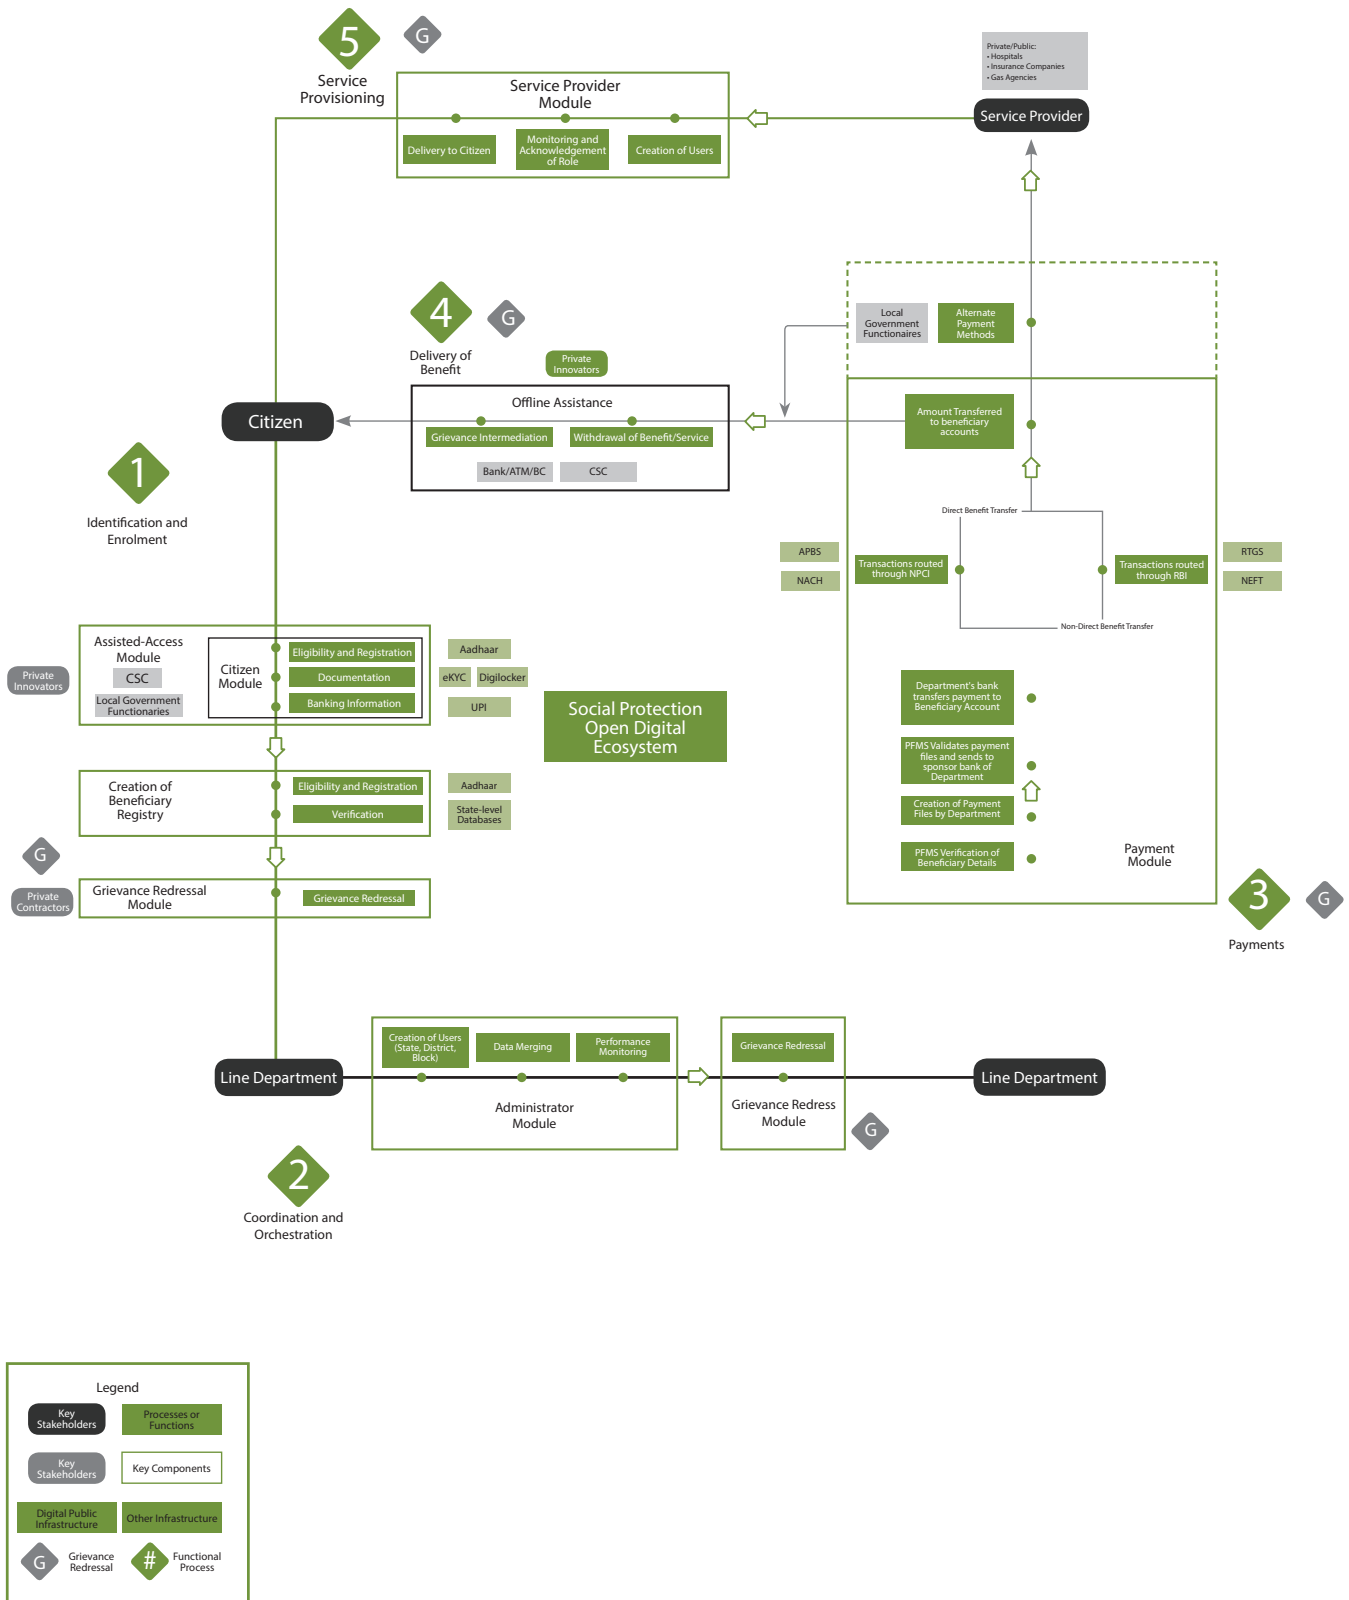 5
G
Service
Provisioning
Service Provider
Module
Delivery to Citizen
Monitoring and
Acknowledgement
of Role
Creation of Users
Private/Public:
• Hospitals
• Insurance Companies
• Gas Agencies
Service Provider
4
G
Delivery of
Benefit
Private
Innovators
Local
Government
Functionaires
Alternate
Payment
Methods
Citizen
Offline Assistance
Grievance Intermediation
Withdrawal of Benefit/Service
Bank/ATM/BC
CSC
Amount Transferred
to beneficiary
accounts
1
Identification and
Enrolment
Direct Benefit Transfer
APBS
NACH
Transactions routed
through NPCI
Transactions routed
through RBI
RTGS
NEFT
Non-Direct Benefit Transfer
Private
Innovators
Assisted-Access
Module
CSC
Local Government
Functionaries
Citizen
Module
Eligibility and Registration
Documentation
Banking Information
Aadhaar
eKYC
Digilocker
UPI
Social Protection
Open Digital
Ecosystem
Department's bank
transfers payment to
Beneficiary Account
PFMS Validates payment
files and sends to
sponsor bank of
Department
Creation of Payment
Files by Department
PFMS Verification of
Beneficiary Details
Payment
Module
Creation of
Beneficiary
Registry
Eligibility and Registration
Verification
Aadhaar
State-level
Databases
G
Private
Contractors
Grievance Redressal
Module
Grievance Redressal
3
G
Payments
Line Department
Creation of Users
(State, District,
Block)
Data Merging
Performance
Monitoring
Administrator
Module
Grievance Redressal
Grievance Redress
Module
G
Line Department
2
Coordination and
Orchestration
Legend
Key
Stakeholders
Processes or
Functions
Key
Stakeholders
Key Components
Digital Public
Infrastructure
Other Infrastructure
G
Grievance
Redressal
#
Functional
Process